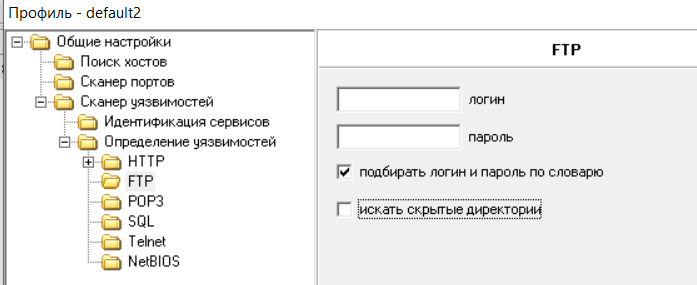 Профиль - default2
Общие настройки
Поиск хостов
Сканер портов
Сканер уязвимостей
Идентификация сервисов
Определение уязвимостей
HTTP
FTP
POP3
SQL
Telnet
NetBIOS
FTP
логин
пароль
подбирать логин и пароль по словарю
искать скрытые директории